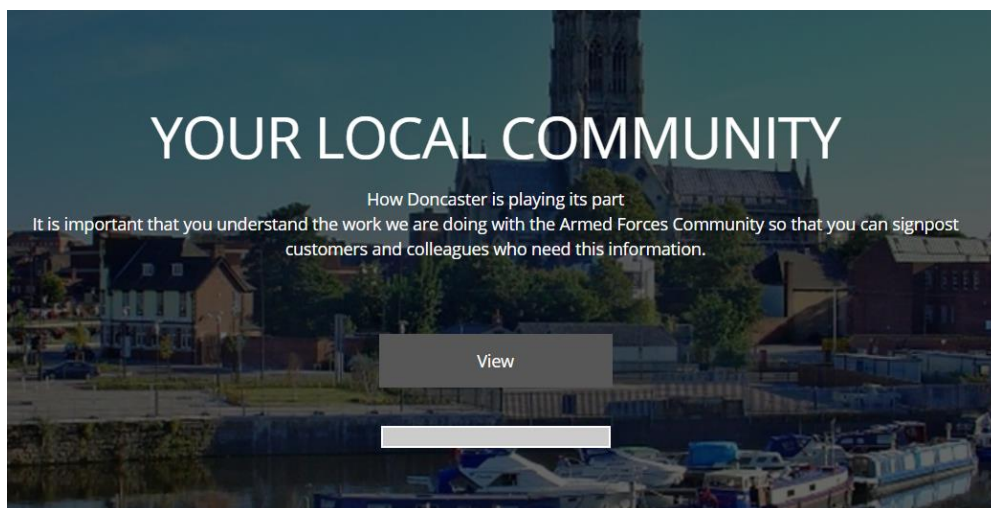 YOUR LOCAL COMMUNITY
How Doncaster is playing its part
It is important that you understand the work we are doing with the Armed Forces Community so that you can signpost
customers and colleagues who need this information.
View